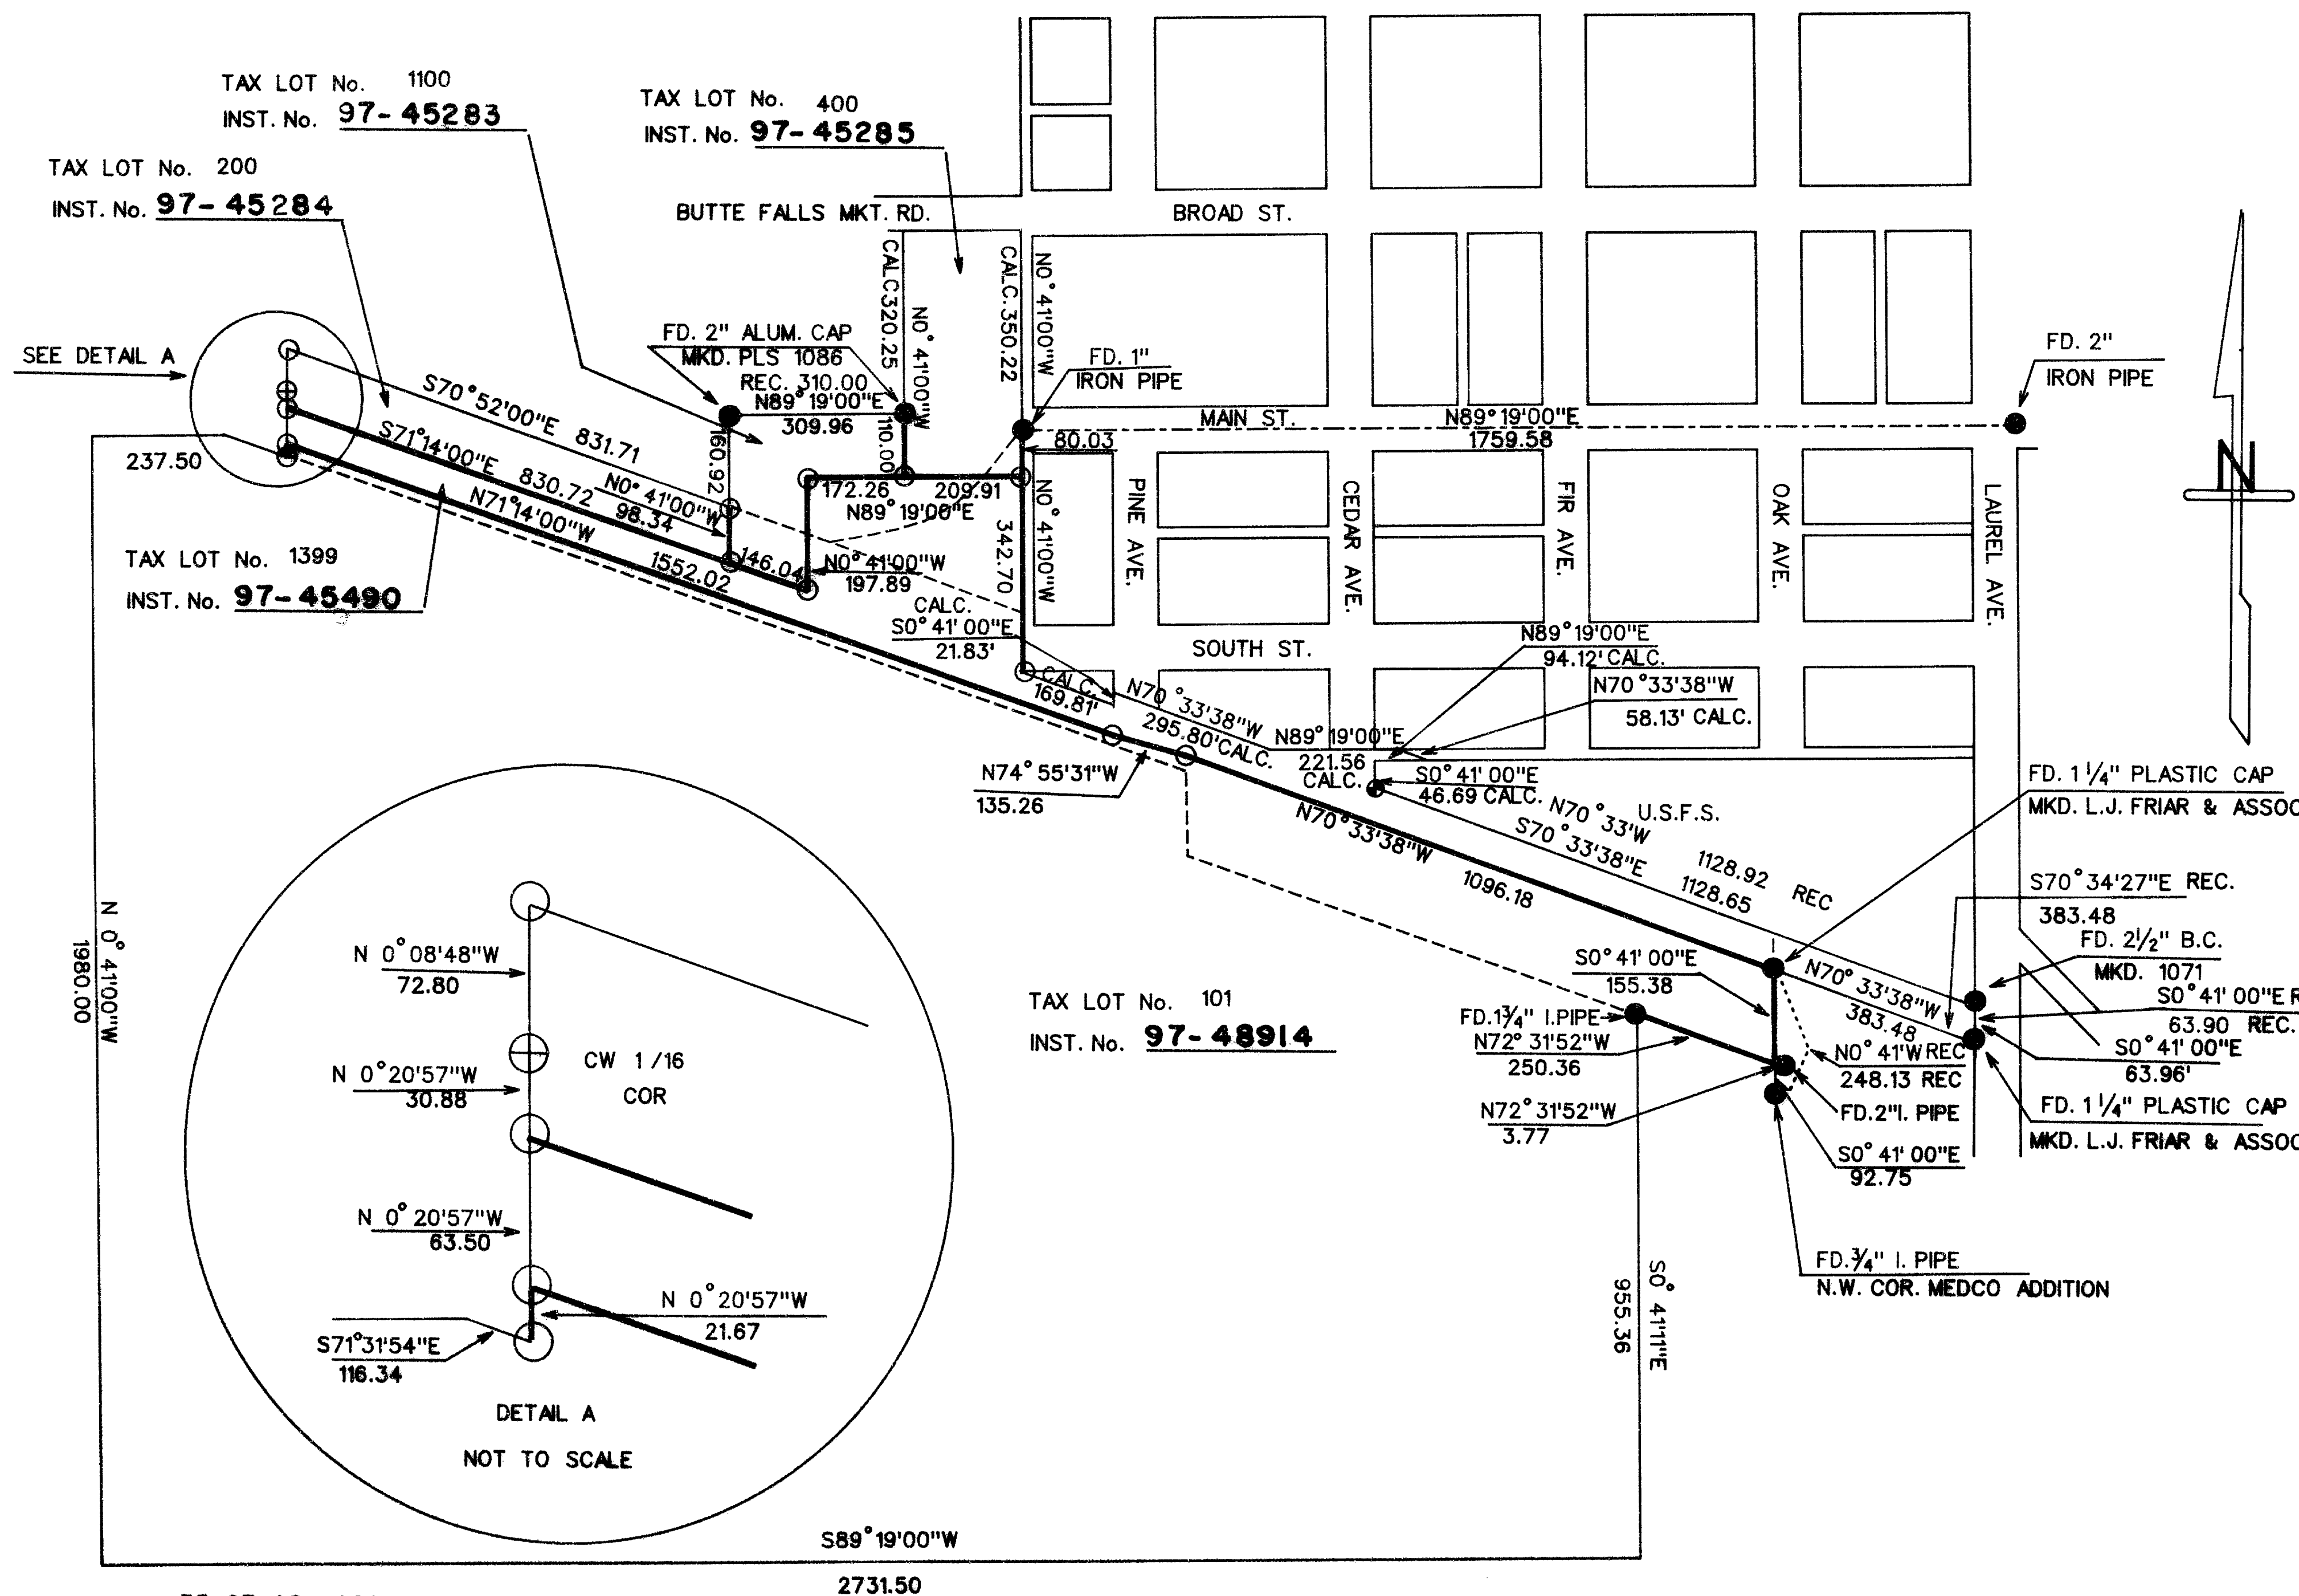 TAX LOT No. 1100
INST. No. 97-45283
TAX LOT No. 400
INST. No. 97-45285
TAX LOT No. 200
INST. No. 97-45284
BUTTE FALLS MKT. RD.
BROAD ST.
SEE DETAIL A
FD. 2" ALUM. CAP
MKD. PLS 1086
REC. 310.00
N89°19'00"E
309.96
CALC320.25
N0°41'00"W
CALC.350.22
N0°41'00"W
FD. 1"
IRON PIPE
FD. 2"
IRON PIPE
MAIN ST.
N89°19'00"E
1759.58
80.03
110.00
160.92
S70°52'00"E 831.71
S71°14'00"E 830.72
N0°41'00"W
98.34
N71°14'00"W
1552.02
146.04
172.26
209.91
N89°19'00"E
N0°41'00"W
197.89
342.70
N0°41'00"W
237.50
TAX LOT No. 1399
INST. No. 97-45490
PINE AVE.
CEDAR AVE.
FIR AVE.
OAK AVE.
LAUREL AVE.
N
CALC.
S0°41'00"E
21.83'
SOUTH ST.
N89°19'00"E
94.12' CALC.
N70°33'38"W
58.13' CALC.
CALC.
169.81'
N70°33'38"W
295.80'CALC.
N89°19'00"E
221.56
CALC.
S0°41'00"E
46.69 CALC.
N74°55'31"W
135.26
N70°33'38"W
1096.18
N70°33'W
U.S.F.S.
1128.92 REC
S70°33'38"E
1128.65
FD. 1 1/4" PLASTIC CAP
MKD. L.J. FRIAR & ASSOC
S70°34'27"E REC.
383.48
FD. 2 1/2" B.C.
MKD. 1071
S0°41'00"E R
63.90 REC.
S0°41'00"E
63.96'
FD. 1 1/4" PLASTIC CAP
MKD. L.J. FRIAR & ASSOC
N70°33'38"W
383.48
S0°41'00"E
155.38
FD.1 3/4" I.PIPE
N72°31'52"W
250.36
N72°31'52"W
3.77
N0°41'W REC
248.13 REC
FD.2"I. PIPE
S0°41'00"E
92.75
FD.3/4" I. PIPE
N.W. COR. MEDCO ADDITION
TAX LOT No. 101
INST. No. 97-48914
N 0°41'00"W
1980.00
S0°41'11"E
955.36
N 0°08'48"W
72.80
CW 1/16
COR
N 0°20'57"W
30.88
N 0°20'57"W
63.50
N 0°20'57"W
21.67
S71°31'54"E
116.34
DETAIL A
NOT TO SCALE
S89°19'00"W
2731.50